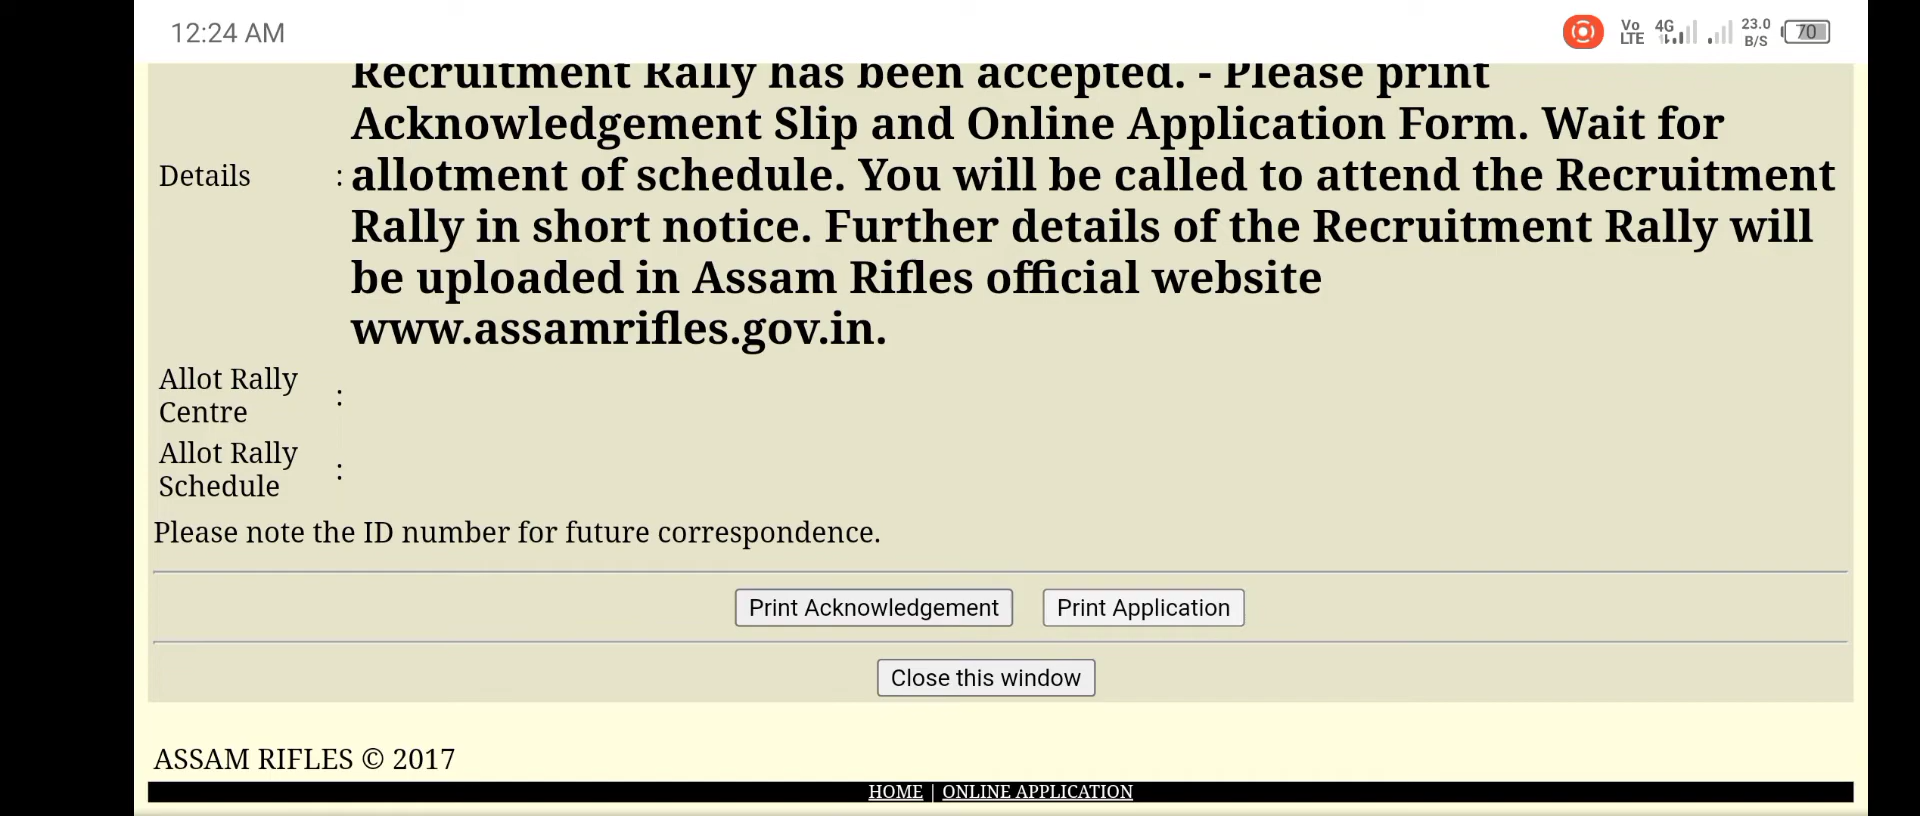 12:24 AM
Vo LTE 4G 23.0 B/S 70
Recruitment Rally has been accepted. - Please print
Acknowledgement Slip and Online Application Form. Wait for
Details : allotment of schedule. You will be called to attend the Recruitment
Rally in short notice. Further details of the Recruitment Rally will
be uploaded in Assam Rifles official website
www.assamrifles.gov.in.
Allot Rally
Centre :
Allot Rally
Schedule :
Please note the ID number for future correspondence.
Print Acknowledgement Print Application
Close this window
ASSAM RIFLES © 2017
HOME | ONLINE APPLICATION